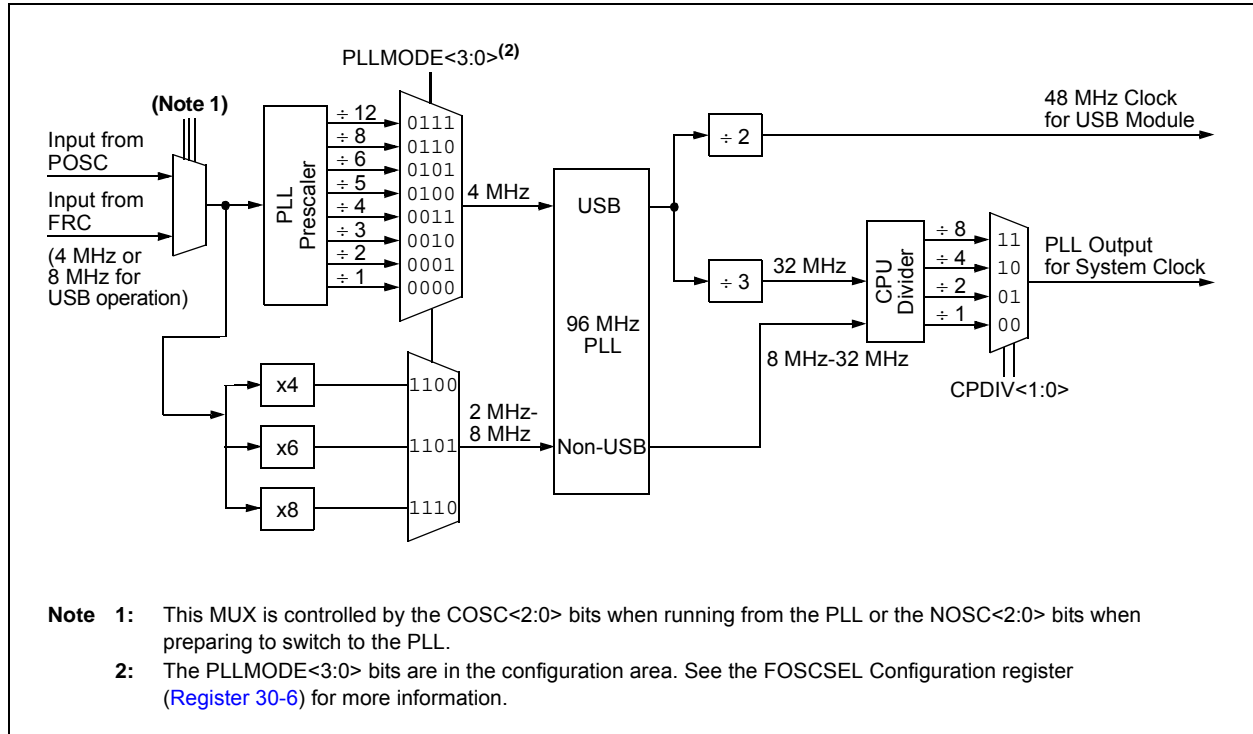 PLLMODE<3:0>(2)
(Note 1)
Input from
POSC
Input from
FRC
(4 MHz or
8 MHz for
USB operation)
PLL
Prescaler
÷ 12
÷ 8
÷ 6
÷ 5
÷ 4
÷ 3
÷ 2
÷ 1
0111
0110
0101
0100
0011
0010
0001
0000
4 MHz
x4
x6
x8
1100
1101
1110
2 MHz-
8 MHz
USB
96 MHz
PLL
Non-USB
÷ 2
48 MHz Clock
for USB Module
÷ 3
32 MHz
8 MHz-32 MHz
CPU
Divider
÷ 8
÷ 4
÷ 2
÷ 1
11
10
01
00
CPDIV<1:0>
PLL Output
for System Clock
Note 1: This MUX is controlled by the COSC<2:0> bits when running from the PLL or the NOSC<2:0> bits when
preparing to switch to the PLL.
2: The PLLMODE<3:0> bits are in the configuration area. See the FOSCSEL Configuration register
(Register 30-6) for more information.